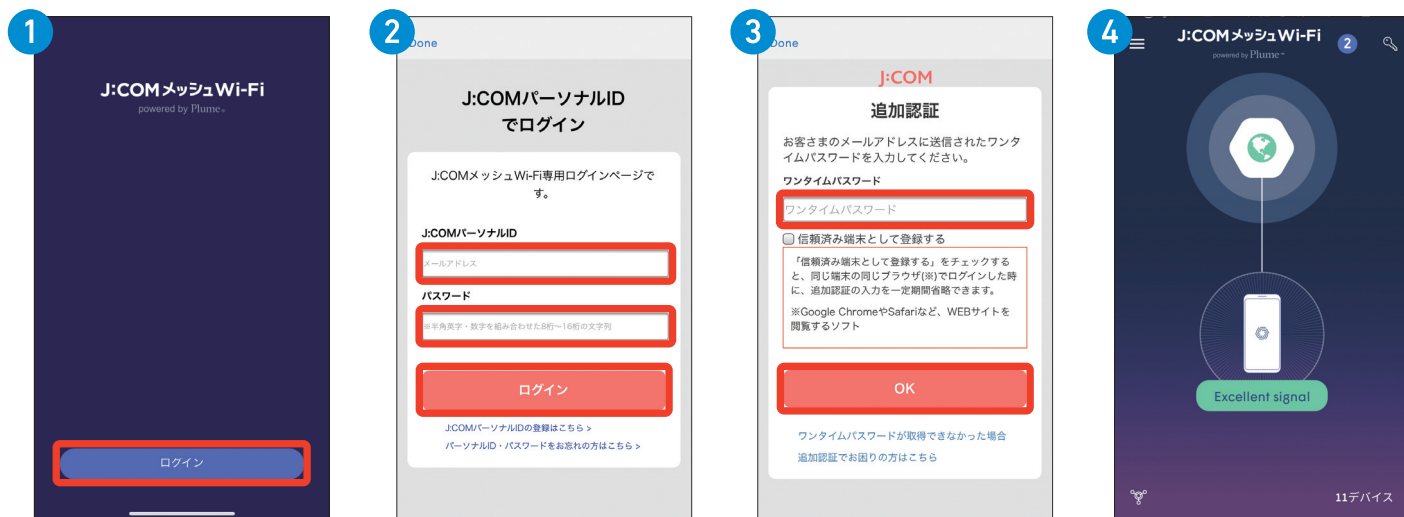 1
J:COMメッシュWi-Fi
powered by Plume®
ログイン
2
Done
J:COMパーソナルID
でログイン
J:COMメッシュWi-Fi専用ログインページで
す。
J:COMパーソナルID
メールアドレス
パスワード
※半角英字・数字を組み合わせた8桁〜16桁の文字列
ログイン
J:COMパーソナルIDの登録はこちら >
パーソナルID・パスワードをお忘れの方はこちら >
3
Done
J:COM
追加認証
お客さまのメールアドレスに送信されたワンタ
イムパスワードを入力してください。
ワンタイムパスワード
ワンタイムパスワード
信頼済み端末として登録する
「信頼済み端末として登録する」をチェックする
と、同じ端末の同じブラウザ(※)でログインした時
に、追加認証の入力を一定期間省略できます。
※Google ChromeやSafariなど、WEBサイトを
閲覧するソフト
OK
ワンタイムパスワードが取得できなかった場合
追加認証でお困りの方はこちら
4
J:COMメッシュWi-Fi
powered by Plume™
2
Excellent signal
11デバイス